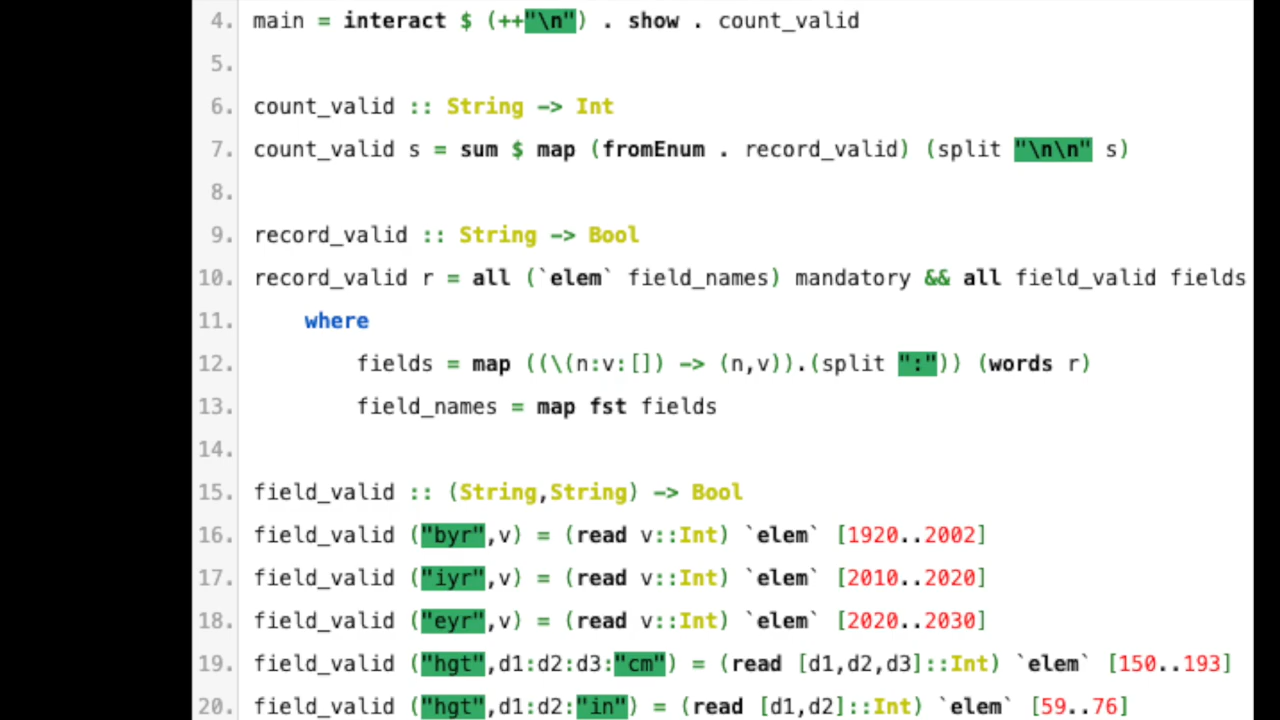 4. main = interact $ (++"\n") . show . count_valid
5.
6. count_valid :: String -> Int
7. count_valid s = sum $ map (fromEnum . record_valid) (split "\n\n" s)
8.
9. record_valid :: String -> Bool
10. record_valid r = all (`elem` field_names) mandatory && all field_valid fields
11.     where
12.         fields = map ((\(n:v:[]) -> (n,v)).(split ":")) (words r)
13.         field_names = map fst fields
14.
15. field_valid :: (String,String) -> Bool
16. field_valid ("byr",v) = (read v::Int) `elem` [1920..2002]
17. field_valid ("iyr",v) = (read v::Int) `elem` [2010..2020]
18. field_valid ("eyr",v) = (read v::Int) `elem` [2020..2030]
19. field_valid ("hgt",d1:d2:d3:"cm") = (read [d1,d2,d3]::Int) `elem` [150..193]
20. field_valid ("hgt",d1:d2:"in") = (read [d1,d2]::Int) `elem` [59..76]